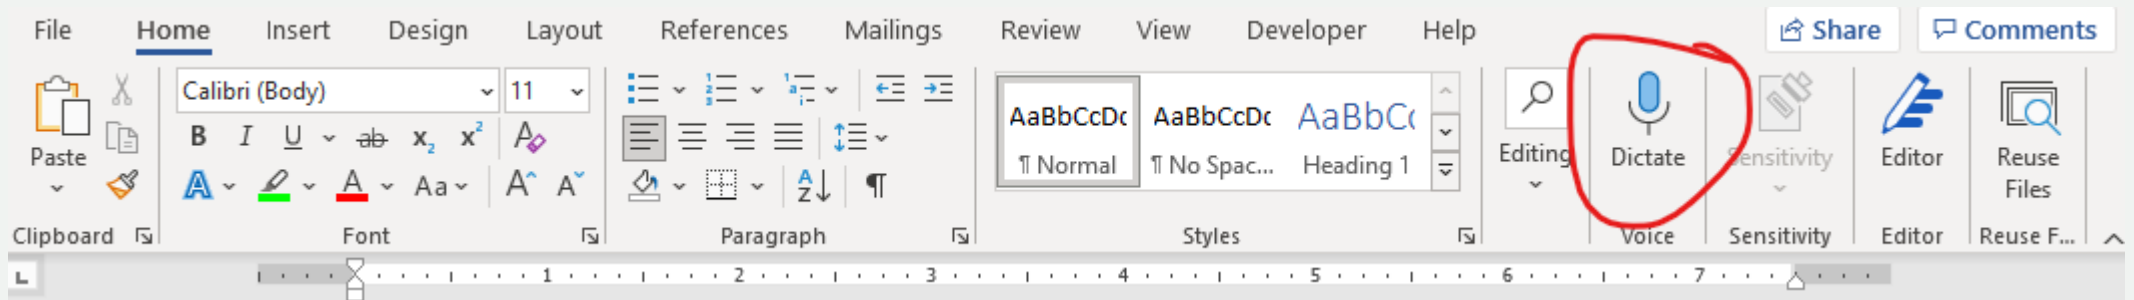 File Home Insert Design Layout References Mailings Review View Developer Help Share Comments
Calibri (Body) 11
AaBbCcDc AaBbCcDc AaBbCc
B I U ab x₂ x² A
Paste
¶ Normal ¶ No Spac... Heading 1
Editing Dictate Sensitivity Editor Reuse Files
A A Aa A A A Z ¶
Clipboard Font Paragraph Styles Voice Sensitivity Editor Reuse F...
L 1 2 3 4 5 6 7